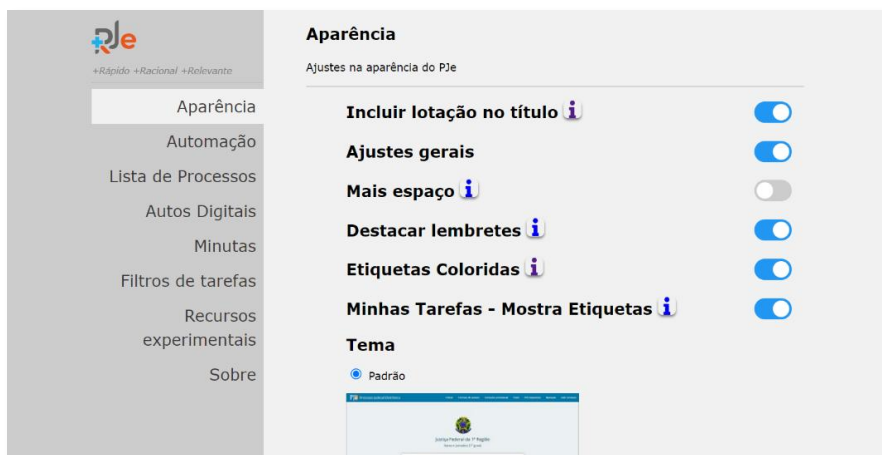 PJe
+Rápido +Racional +Relevante
Aparência
Automação
Lista de Processos
Autos Digitais
Minutas
Filtros de tarefa
Recursos
experimentais
Sobre
Aparência
Ajustes na aparência do PJe
Incluir lotação no título i
Ajustes gerais
Mais espaço i
Destacar lembretes i
Etiquetas Coloridas i
Minhas Tarefas - Mostra Etiquetas i
Tema
Padrão
Justiça Federal da 1ª Região